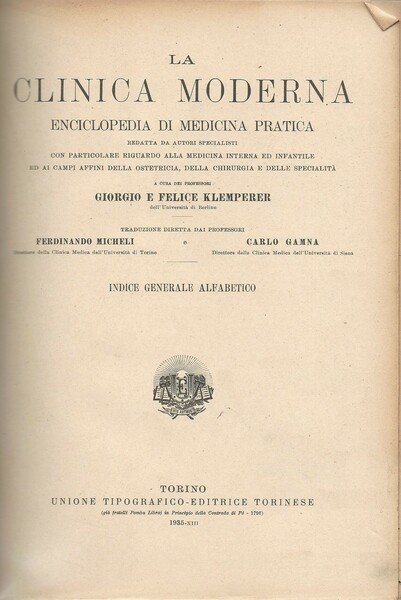 LA
CLINICA MODERNA
ENCICLOPEDIA DI MEDICINA PRATICA
REDATTA DA AUTORI SPECIALISTI
CON PARTICOLARE RIGUARDO ALLA MEDICINA INTERNA ED INFANTILE
ED AI CAMPI AFFINI DELLA OSTETRICIA, DELLA CHIRURGIA E DELLE SPECIALITÀ
A CURA DEI PROFESSORI
GIORGIO E FELICE KLEMPERER
dell'Università di Berlino
TRADUZIONE DIRETTA DAI PROFESSORI
FERDINANDO MICHELI e CARLO GAMNA
Direttore della Clinica Medica dell'Università di Torino Direttore della Clinica Medica dell'Università di Siena
INDICE GENERALE ALFABETICO
TORINO
UNIONE TIPOGRAFICO-EDITRICE TORINESE
(già fratelli Pomba Librai in Principio della Contrada di Pò - 1796)
1935-XIII